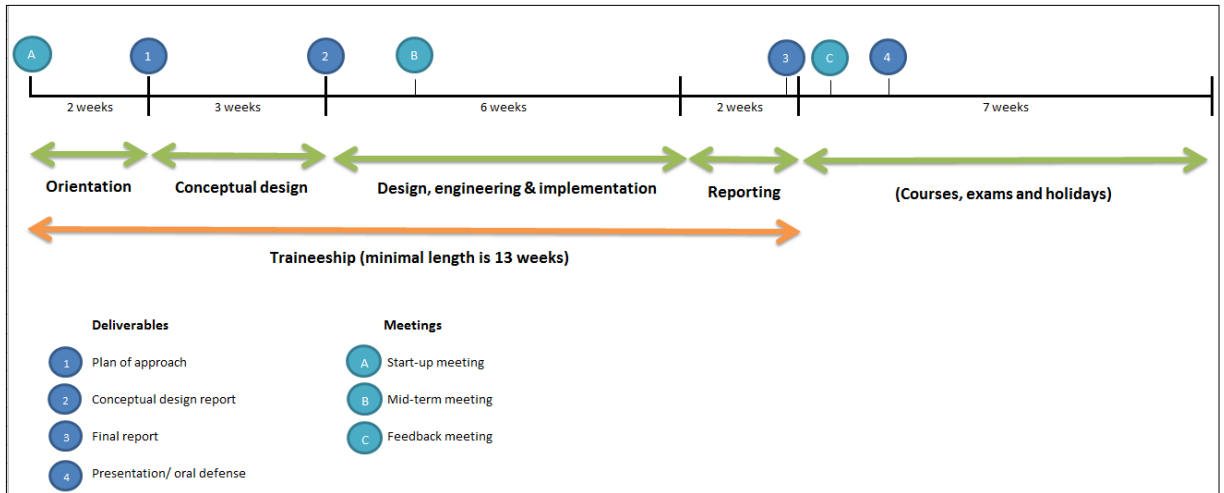 A
1
2
B
3
C
4
2 weeks
3 weeks
6 weeks
2 weeks
7 weeks
Orientation
Conceptual design
Design, engineering & implementation
Reporting
(Courses, exams and holidays)
Traineeship (minimal length is 13 weeks)
Deliverables
1 Plan of approach
2 Conceptual design report
3 Final report
4 Presentation/ oral defense
Meetings
A Start-up meeting
B Mid-term meeting
C Feedback meeting